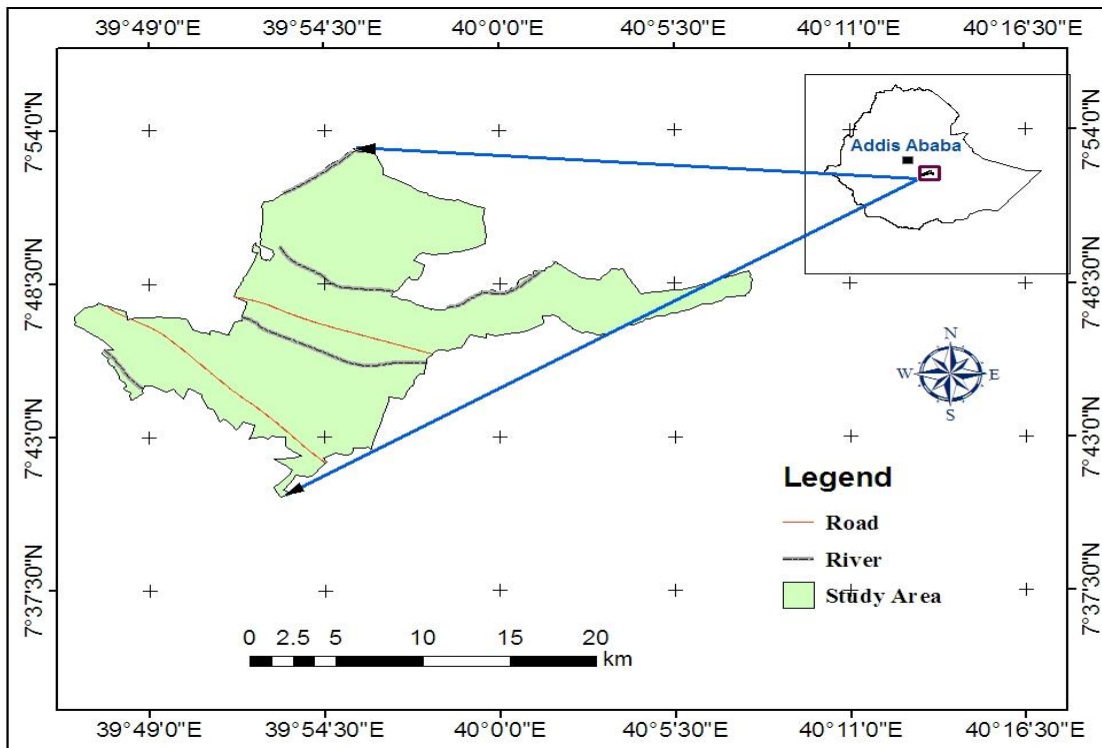 39°49'0"E 39°54'30"E 40°0'0"E 40°5'30"E 40°11'0"E 40°16'30"E
7°54'0"N 7°54'0"N
Addis Ababa
7°48'30"N 7°48'30"N
N
W E
S
7°43'0"N 7°43'0"N
Legend
Road
River
Study Area
7°37'30"N 7°37'30"N
0 2.5 5 10 15 20
km
39°49'0"E 39°54'30"E 40°0'0"E 40°5'30"E 40°11'0"E 40°16'30"E